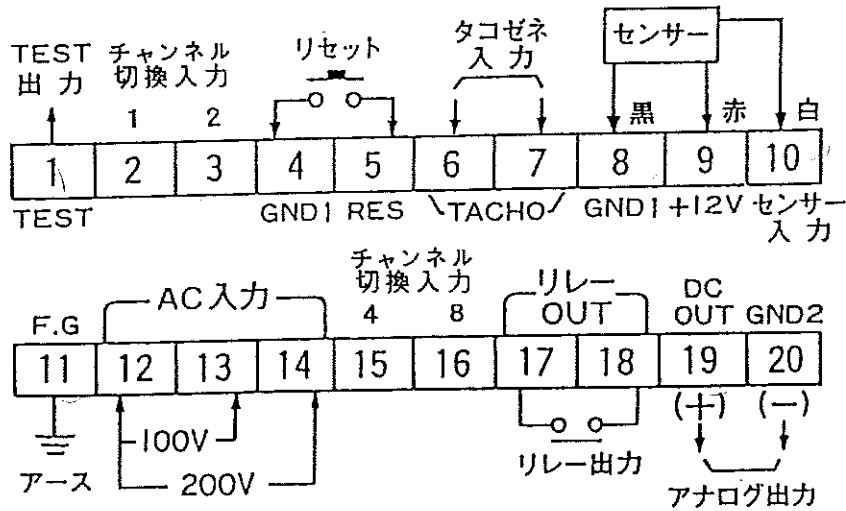 TEST チャンネル リセット タコゼネ センサー
出力 切換入力 入力
1 2 黒 赤 白
1 2 3 4 5 6 7 8 9 10
TEST GND1 RES TACHO GND1 +12V センサー
入力
チャンネル
切換入力
F.G AC入力 4 8 リレー OUT DC OUT GND2
11 12 13 14 15 16 17 18 19 20
(+) (−)
100V
アース 200V リレー出力 アナログ出力